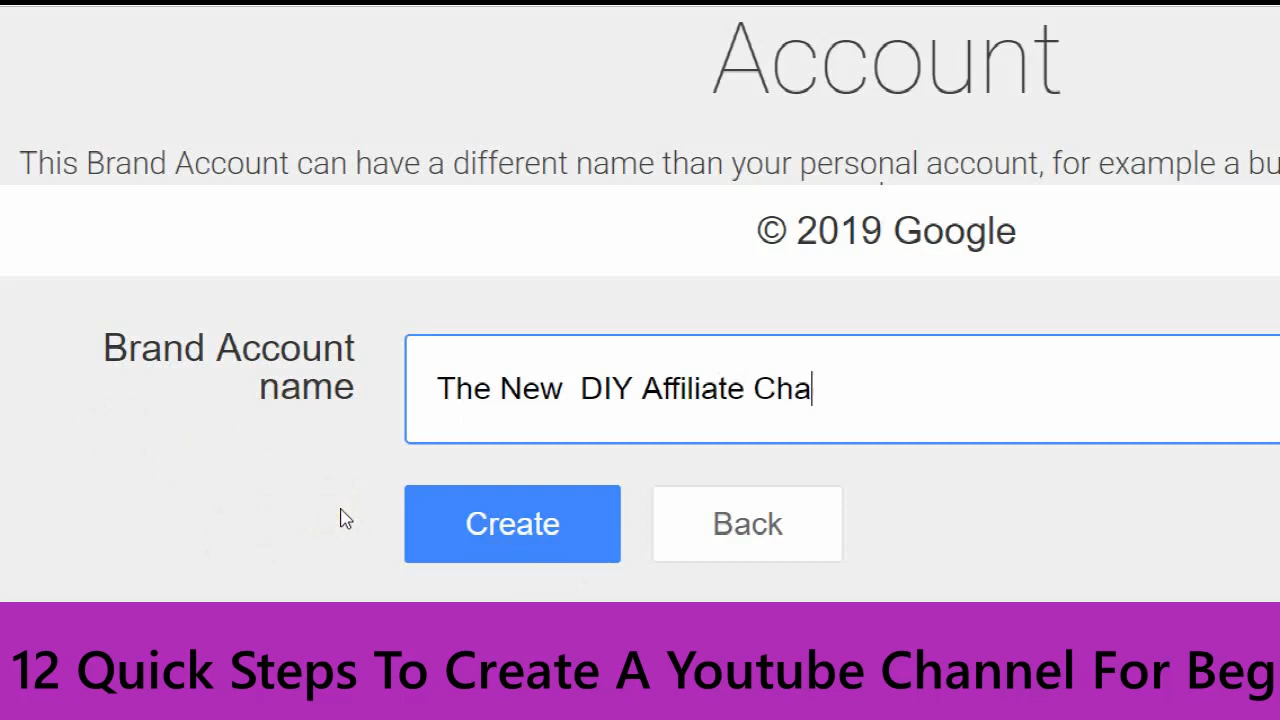 Account
This Brand Account can have a different name than your personal account, for example a bu
© 2019 Google
Brand Account
name
The New  DIY Affiliate Cha
Create
Back
12 Quick Steps To Create A Youtube Channel For Beg